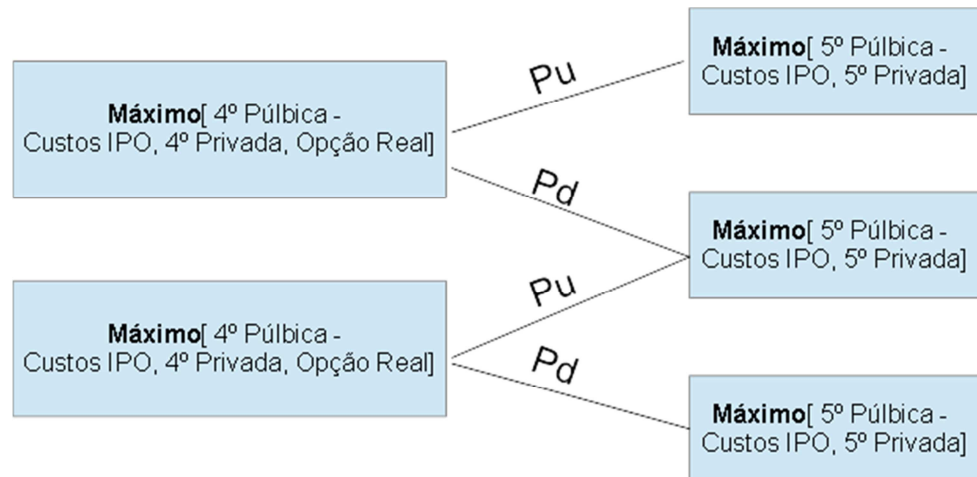 Máximo[ 5º Púlbica -
Custos IPO, 5º Privada]
Pu
Máximo[ 4º Púlbica -
Custos IPO, 4º Privada, Opção Real]
Pd
Máximo[ 5º Púlbica -
Custos IPO, 5º Privada]
Pu
Máximo[ 4º Púlbica -
Custos IPO, 4º Privada, Opção Real]
Pd
Máximo[ 5º Púlbica -
Custos IPO, 5º Privada]